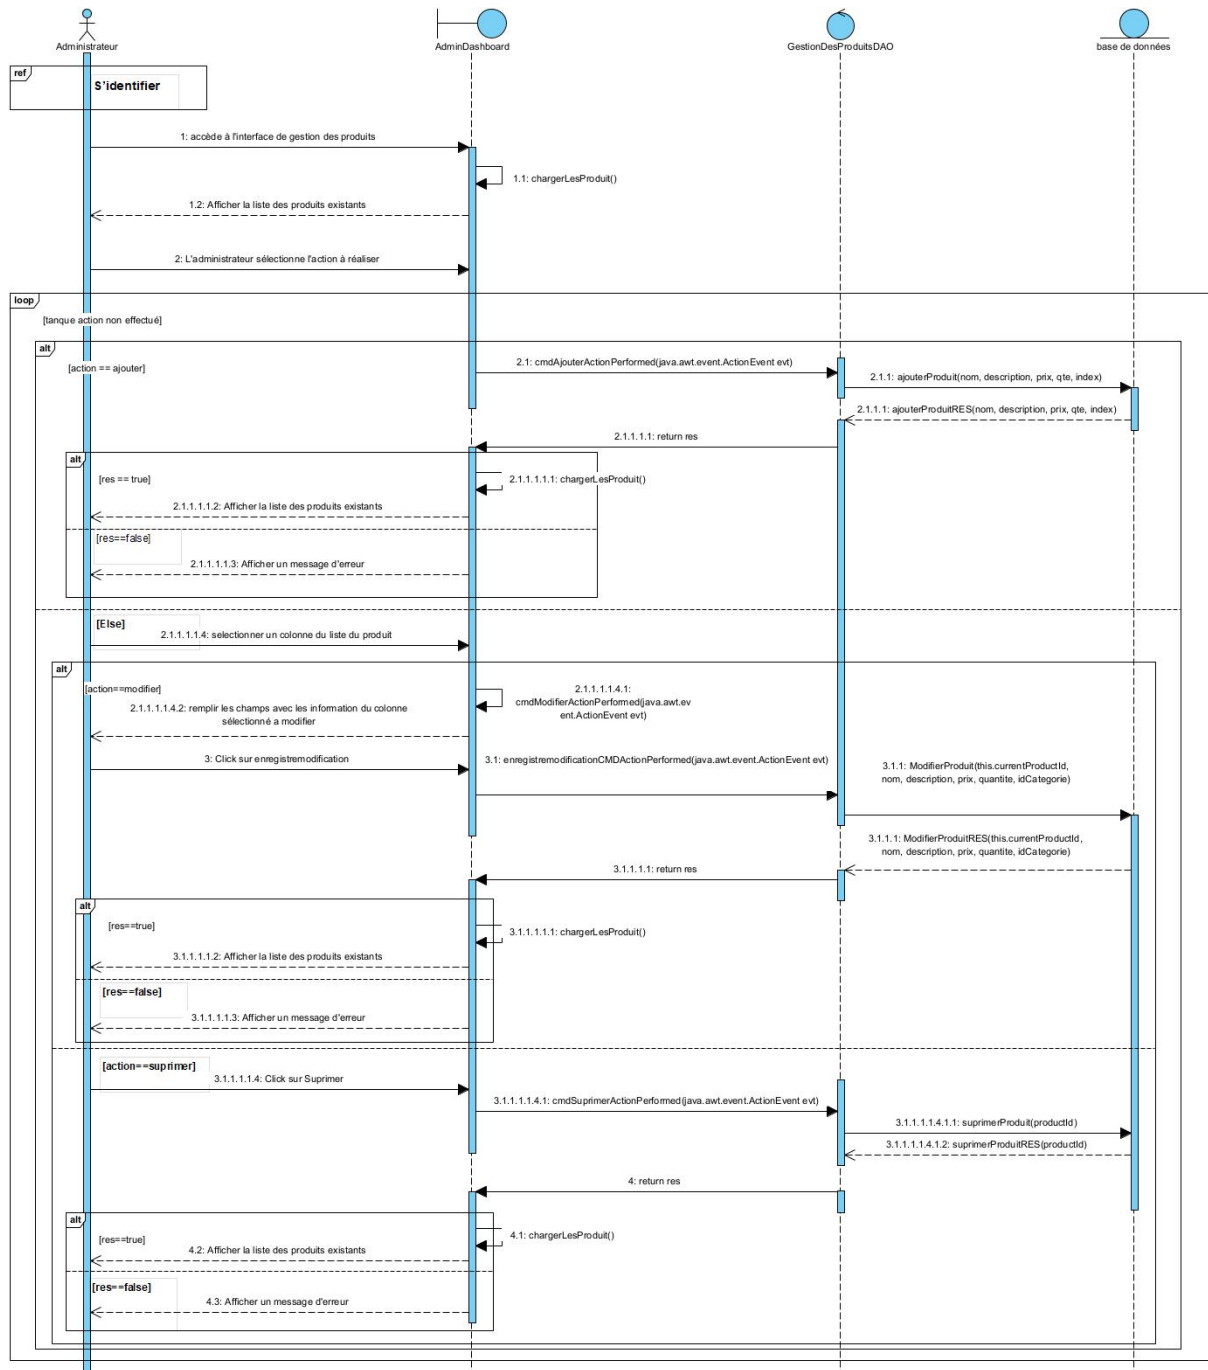 Administrateur
AdminDashboard
GestionDesProduitsDAO
base de données
ref
S'identifier
1: accède à l'interface de gestion des produits
1.1: chargerLesProduit()
1.2: Afficher la liste des produits existants
2: L'administrateur sélectionne l'action à réaliser
loop
[tanque action non effectué]
alt
[action == ajouter]
2.1: cmdAjouterActionPerformed(java.awt.event.ActionEvent evt)
2.1.1: ajouterProduit(nom, description, prix, qte, index)
2.1.1.1: ajouterProduitRES(nom, description, prix, qte, index)
2.1.1.1.1: return res
alt
[res == true]
2.1.1.1.1.1: chargerLesProduit()
2.1.1.1.1.2: Afficher la liste des produits existants
[res==false]
2.1.1.1.1.3: Afficher un message d'erreur
[Else]
2.1.1.1.1.4: selectionner un colonne du liste du produit
alt
[action==modifier]
2.1.1.1.1.4.1:
cmdModifierActionPerformed(java.awt.ev
ent.ActionEvent evt)
2.1.1.1.1.4.2: remplir les champs avec les information du colonne
sélectionné a modifier
3: Click sur enregistremodification
3.1: enregistremodificationCMDActionPerformed(java.awt.event.ActionEvent evt)
3.1.1: ModifierProduit(this.currentProductId,
nom, description, prix, quantite, idCategorie)
3.1.1.1: ModifierProduitRES(this.currentProductId,
nom, description, prix, quantite, idCategorie)
3.1.1.1.1: return res
alt
[res==true]
3.1.1.1.1.1: chargerLesProduit()
3.1.1.1.1.2: Afficher la liste des produits existants
[res==false]
3.1.1.1.1.3: Afficher un message d'erreur
[action==suprimer]
3.1.1.1.1.4: Click sur Suprimer
3.1.1.1.1.4.1: cmdSuprimerActionPerformed(java.awt.event.ActionEvent evt)
3.1.1.1.1.4.1.1: suprimerProduit(productId)
3.1.1.1.1.4.1.2: suprimerProduitRES(productId)
4: return res
alt
[res==true]
4.1: chargerLesProduit()
4.2: Afficher la liste des produits existants
[res==false]
4.3: Afficher un message d'erreur